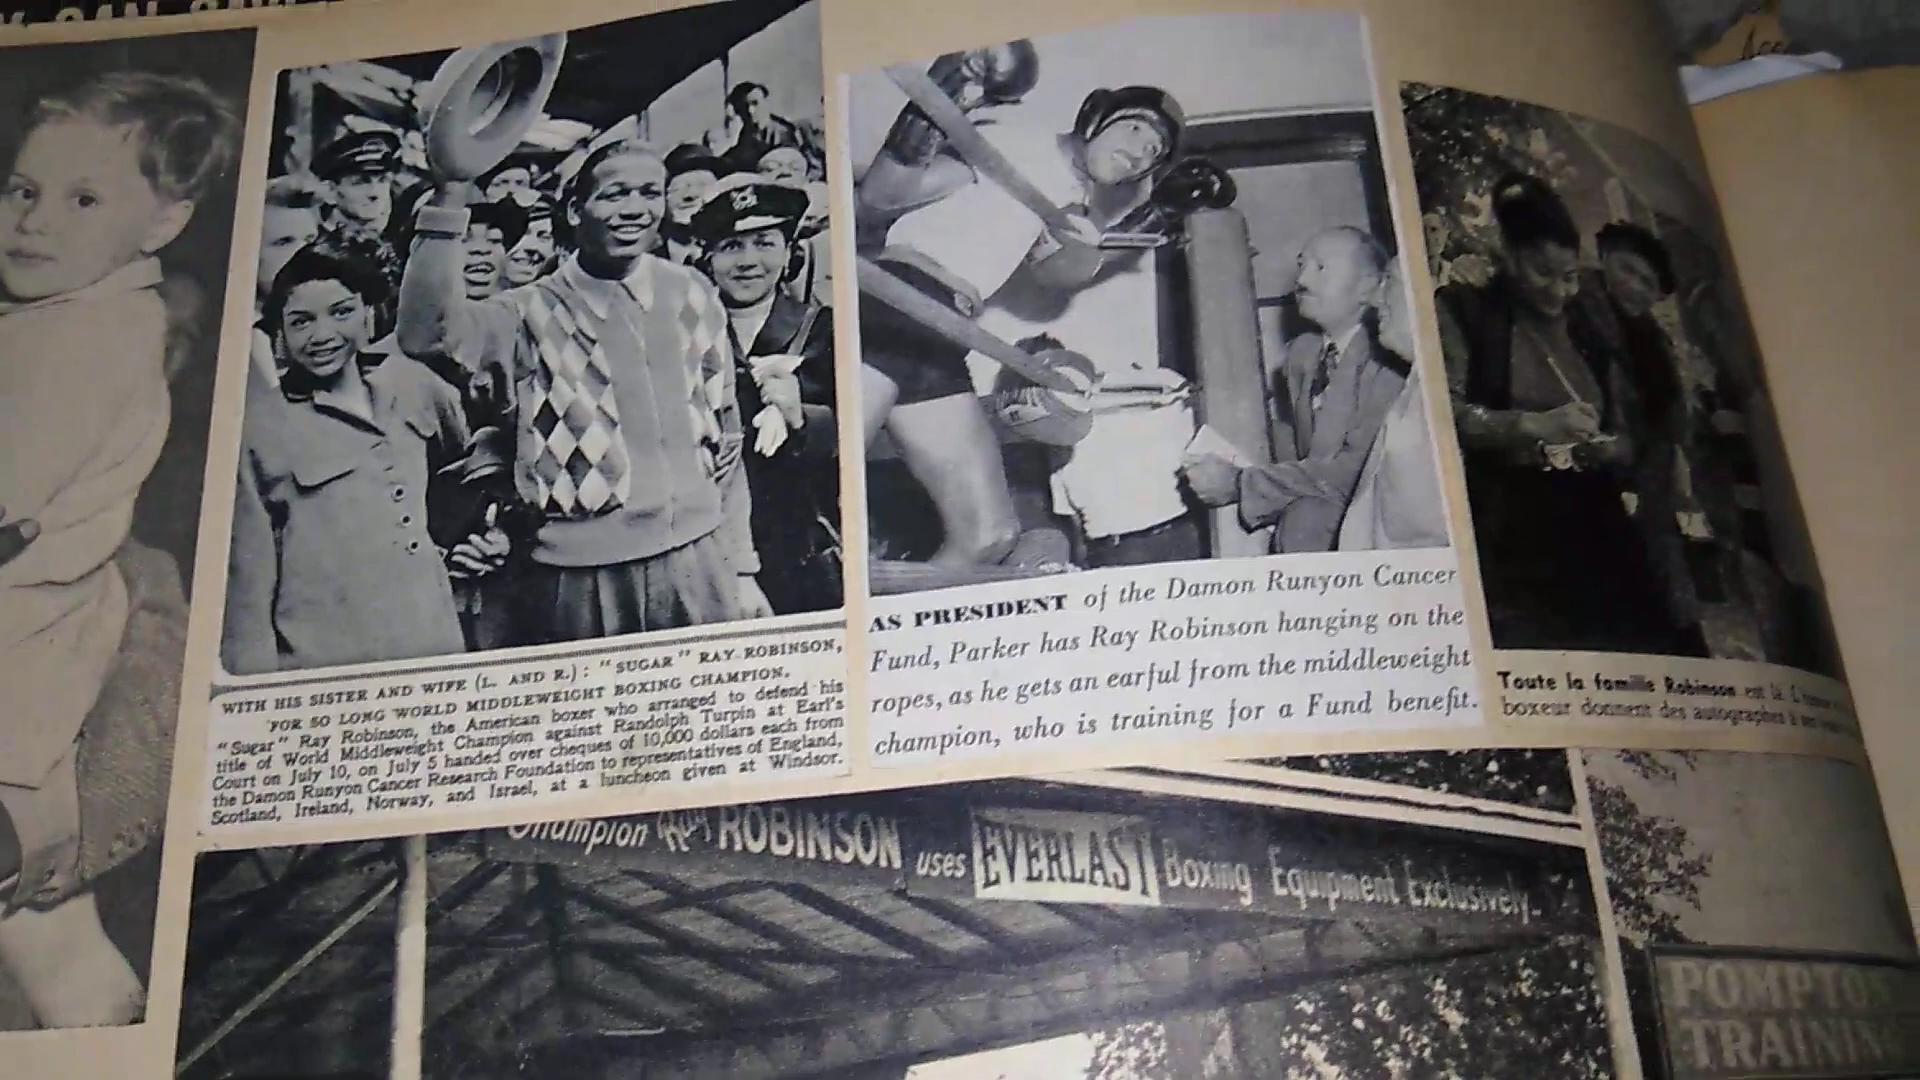 WITH HIS SISTER AND WIFE (L. AND R.): "SUGAR" RAY ROBINSON,
FOR SO LONG WORLD MIDDLEWEIGHT BOXING CHAMPION.
"Sugar" Ray Robinson, the American boxer who arranged to defend his
title of World Middleweight Champion against Randolph Turpin at Earl's
Court on July 10, on July 5 handed over cheques of 10,000 dollars each from
the Damon Runyon Cancer Research Foundation to representatives of England,
Scotland, Ireland, Norway, and Israel, at a luncheon given at Windsor.
AS PRESIDENT of the Damon Runyon Cancer
Fund, Parker has Ray Robinson hanging on the
ropes, as he gets an earful from the middleweight
champion, who is training for a Fund benefit.
Toute la famille Robinson est là.
boxeur donnent des autographes à
Champion Ray ROBINSON uses EVERLAST Boxing Equipment Exclusively.
POMPTON
TRAINING